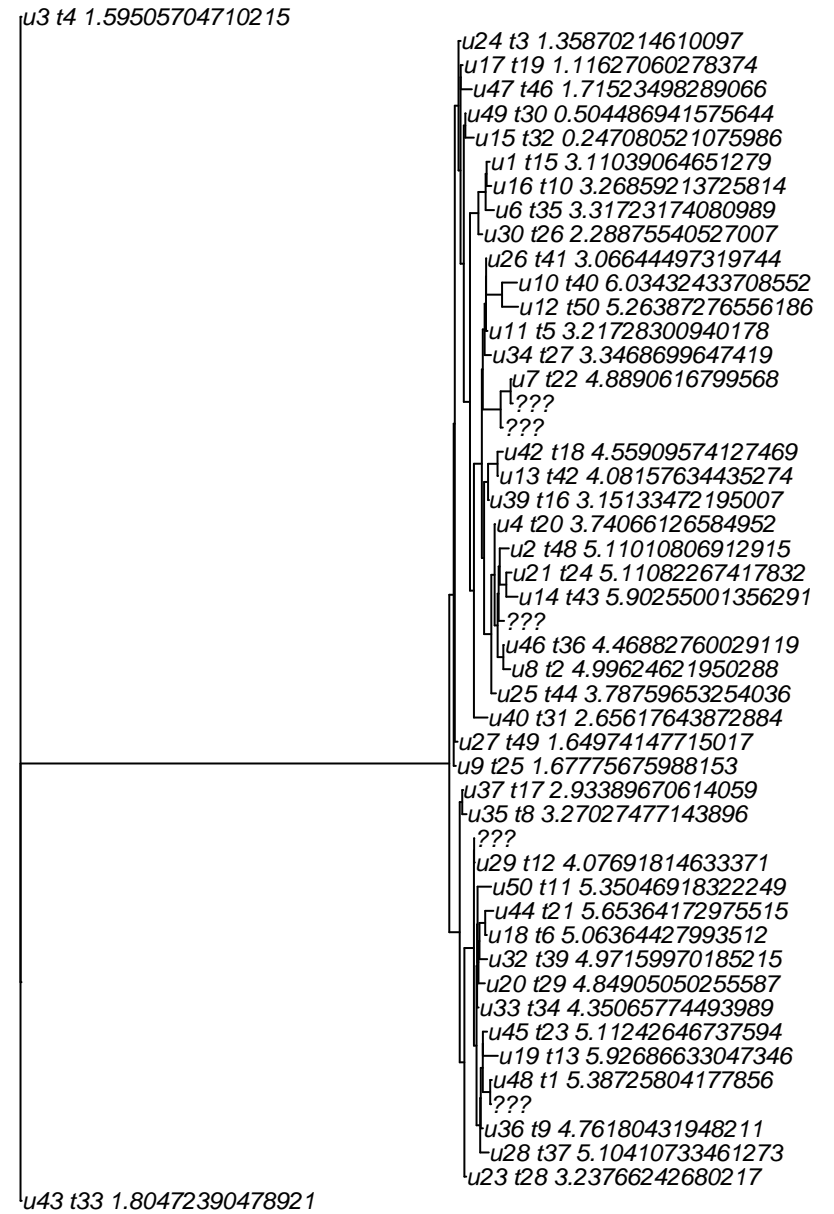 u3 t4 1.59505704710215
u24 t3 1.35870214610097
u17 t19 1.11627060278374
u47 t46 1.71523498289066
u49 t30 0.504486941575644
u15 t32 0.247080521075986
u1 t15 3.11039064651279
u16 t10 3.26859213725814
u6 t35 3.31723174080989
u30 t26 2.28875540527007
u26 t41 3.06644497319744
u10 t40 6.03432433708552
u12 t50 5.26387276556186
u11 t5 3.21728300940178
u34 t27 3.3468699647419
u7 t22 4.8890616799568
???
???
u42 t18 4.55909574127469
u13 t42 4.08157634435274
u39 t16 3.15133472195007
u4 t20 3.74066126584952
u2 t48 5.11010806912915
u21 t24 5.11082267417832
u14 t43 5.90255001356291
???
u46 t36 4.46882760029119
u8 t2 4.99624621950288
u25 t44 3.78759653254036
u40 t31 2.65617643872884
u27 t49 1.64974147715017
u9 t25 1.67775675988153
u37 t17 2.93389670614059
u35 t8 3.27027477143896
???
u29 t12 4.07691814633371
u50 t11 5.35046918322249
u44 t21 5.65364172975515
u18 t6 5.06364427993512
u32 t39 4.97159970185215
u20 t29 4.84905050255587
u33 t34 4.35065774493989
u45 t23 5.11242646737594
u19 t13 5.92686633047346
u48 t1 5.38725804177856
???
u36 t9 4.76180431948211
u28 t37 5.10410733461273
u23 t28 3.23766242680217
u43 t33 1.80472390478921